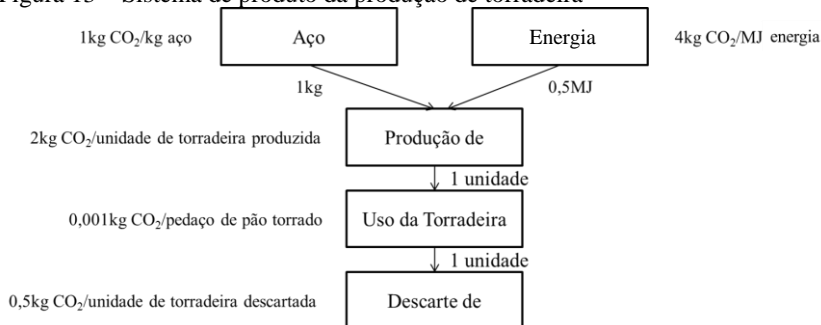 Figura 15 – Sistema de produto da produção de torradeira
1kg CO₂/kg aço
Aço
Energia
4kg CO₂/MJ energia
1kg
0,5MJ
2kg CO₂/unidade de torradeira produzida
Produção de
1 unidade
0,001kg CO₂/pedaço de pão torrado
Uso da Torradeira
1 unidade
0,5kg CO₂/unidade de torradeira descartada
Descarte de